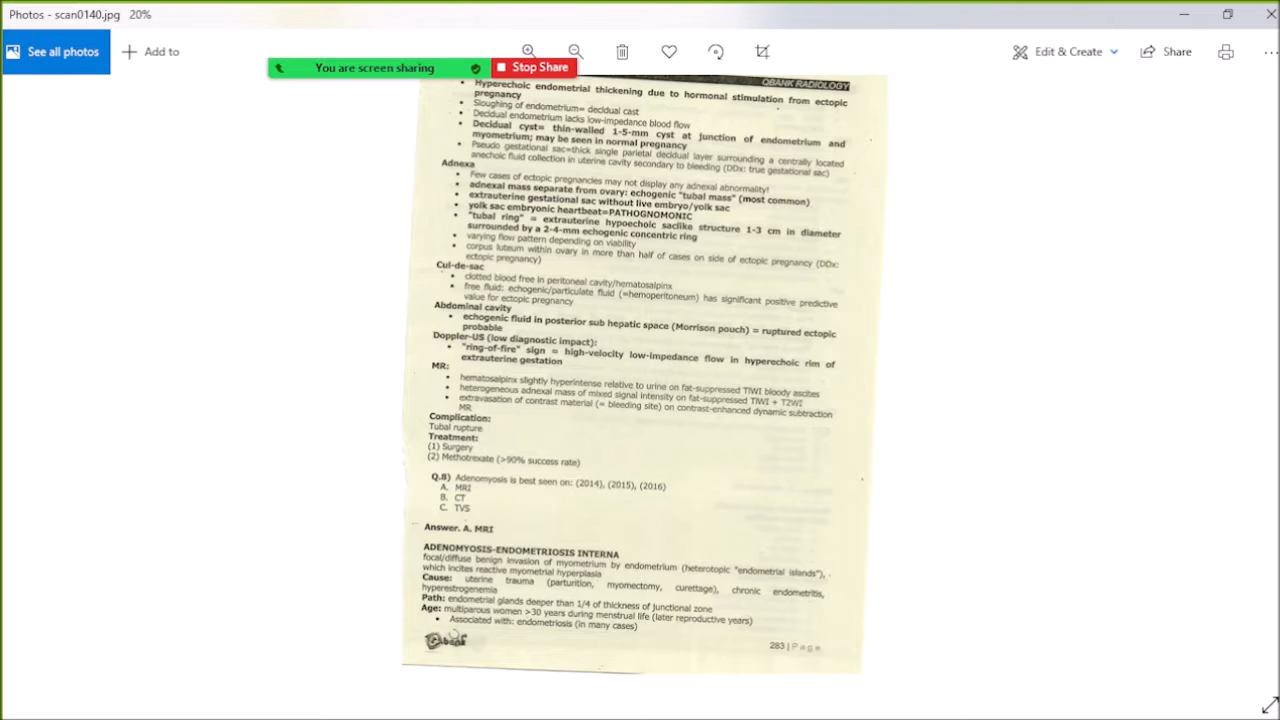 Photos - scan0140.jpg 20%
See all photos
Add to
Edit & Create
Share
You are screen sharing
Stop Share
QBANK RADIOLOGY
• Hyperechoic endometrial thickening due to hormonal stimulation from ectopic
pregnancy
• Sloughing of endometrium= decidual cast
• Decidual endometrium lacks low-impedance blood flow
• Decidual cyst= thin-walled 1-5-mm cyst at junction of endometrium and
myometrium; may be seen in normal pregnancy
• Pseudo gestational sac=thick single parietal decidual layer surrounding a centrally located
anechoic fluid collection in uterine cavity secondary to bleeding (DDx: true gestational sac)
Adnexa
• Few cases of ectopic pregnancies may not display any adnexal abnormality!
• adnexal mass separate from ovary: echogenic "tubal mass" (most common)
• extrauterine gestational sac without live embryo/yolk sac
• yolk sac embryonic heartbeat=PATHOGNOMONIC
• "tubal ring" = extrauterine hypoechoic saclike structure 1-3 cm in diameter
surrounded by a 2-4-mm echogenic concentric ring
• varying flow pattern depending on viability
• corpus luteum within ovary in more than half of cases on side of ectopic pregnancy (DDx:
ectopic pregnancy)
Cul-de-sac
• clotted blood free in peritoneal cavity/hematosalpinx
• free fluid: echogenic/particulate fluid (=hemoperitoneum) has significant positive predictive
value for ectopic pregnancy
Abdominal cavity
• echogenic fluid in posterior sub hepatic space (Morrison pouch) = ruptured ectopic
probable
Doppler-US (low diagnostic impact):
• "ring-of-fire" sign = high-velocity low-impedance flow in hyperechoic rim of
extrauterine gestation
MR:
• hematosalpinx slightly hyperintense relative to urine on fat-suppressed TIWI bloody ascites
• heterogeneous adnexal mass of mixed signal intensity on fat-suppressed TIWI + T2WI
• extravasation of contrast material (= bleeding site) on contrast-enhanced dynamic subtraction
MR
Complication:
Tubal rupture
Treatment:
(1) Surgery
(2) Methotrexate (>90% success rate)
Q.8) Adenomyosis is best seen on: (2014), (2015), (2016)
A. MRI
B. CT
C. TVS
Answer. A. MRI
ADENOMYOSIS-ENDOMETRIOSIS INTERNA
focal/diffuse benign invasion of myometrium by endometrium (heterotopic "endometrial islands"),
which incites reactive myometrial hyperplasia
Cause: uterine trauma (parturition, myomectomy, curettage), chronic endometritis,
hyperestrogenemia
Path: endometrial glands deeper than 1/4 of thickness of junctional zone
Age: multiparous women >30 years during menstrual life (later reproductive years)
• Associated with: endometriosis (in many cases)
283 | Page